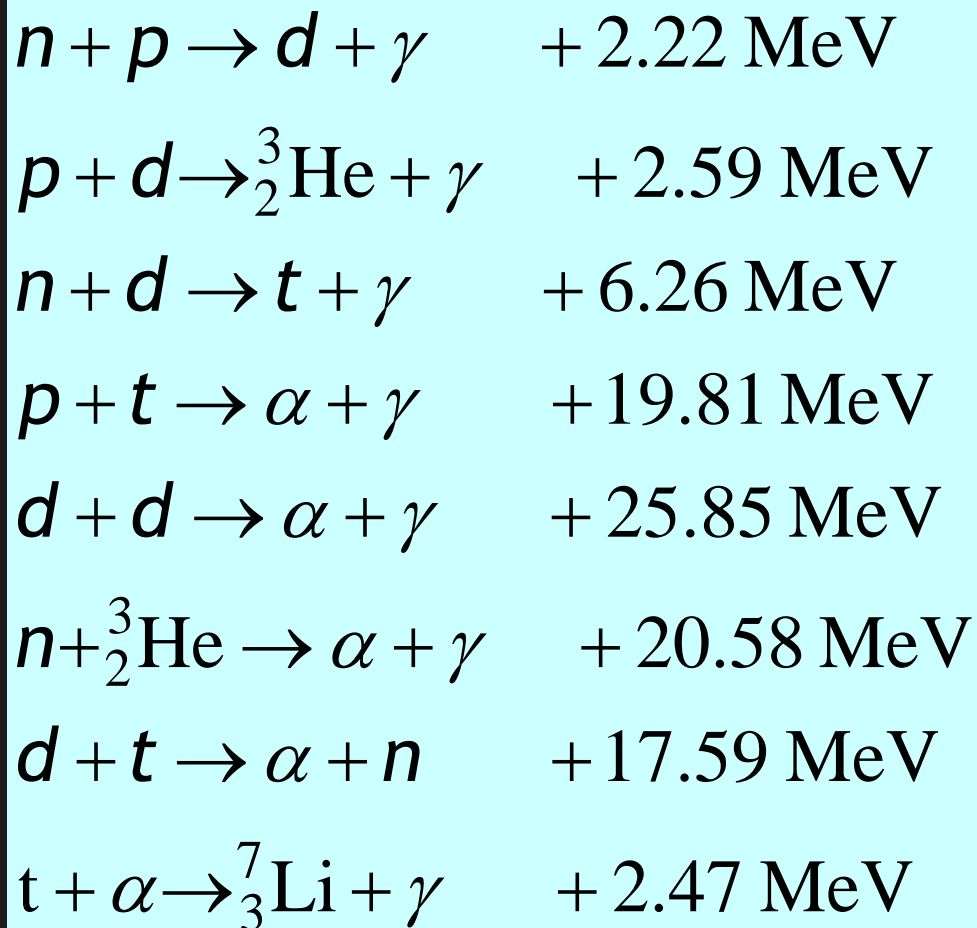 n + p → d + γ +2.22 MeV
p + d → ³₂He + γ +2.59 MeV
n + d → t + γ +6.26 MeV
p + t → α + γ +19.81 MeV
d + d → α + γ +25.85 MeV
n+³₂He → α + γ +20.58 MeV
d + t → α + n +17.59 MeV
t + α → ⁷₃Li + γ +2.47 MeV